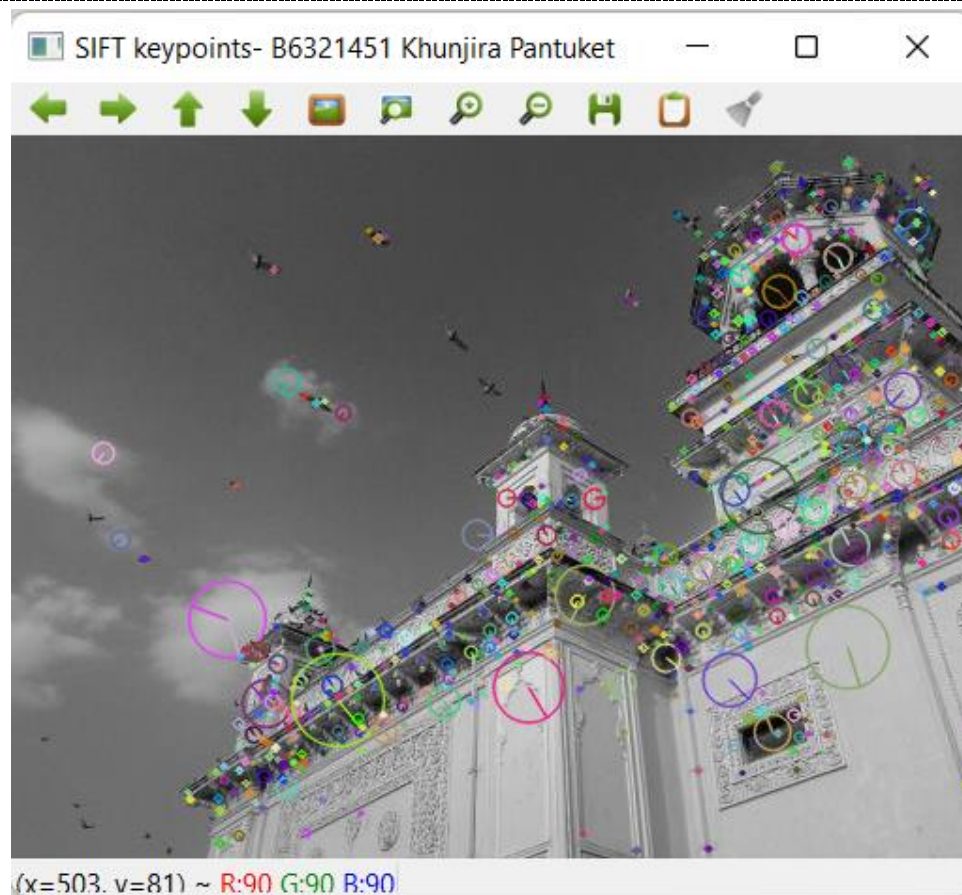 SIFT keypoints- B6321451 Khunjira Pantuket
(x=503, y=81) ~ R:90 G:90 B:90